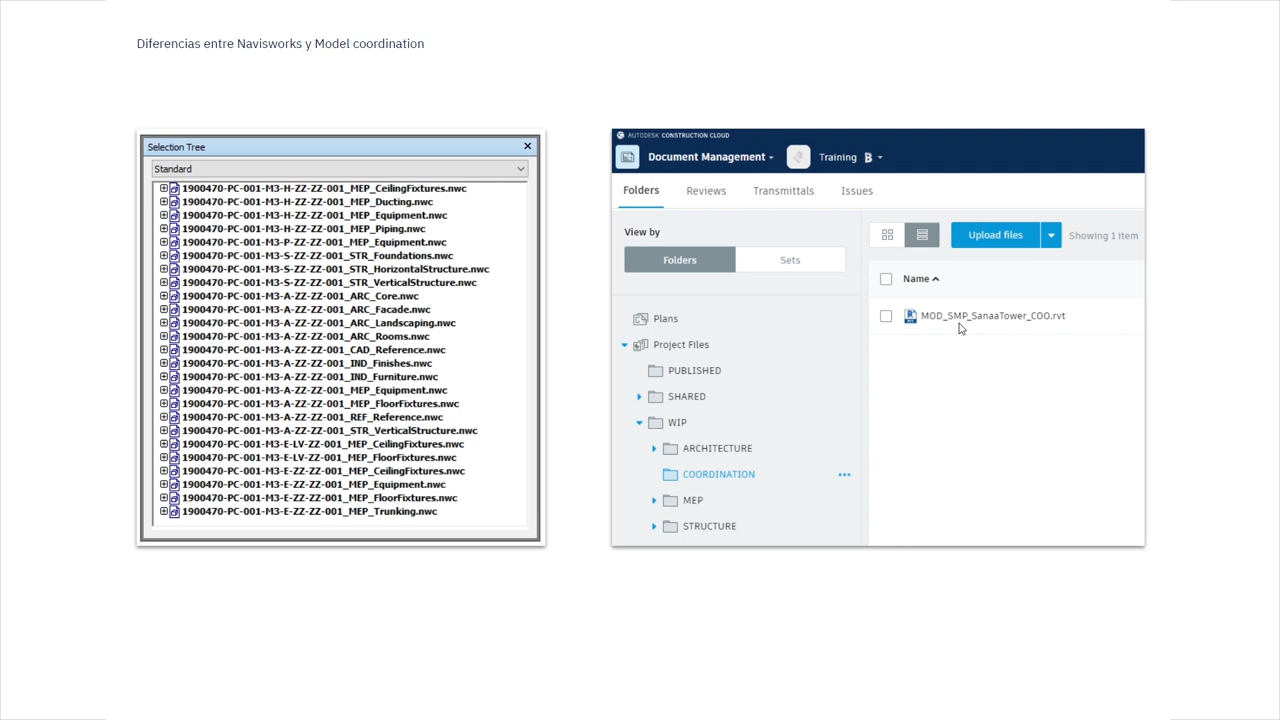 Diferencias entre Navisworks y Model coordination
Selection Tree
Standard
1900470-PC-001-M3-H-ZZ-ZZ-001_MEP_CeilingFixtures.nwc
1900470-PC-001-M3-H-ZZ-ZZ-001_MEP_Ducting.nwc
1900470-PC-001-M3-H-ZZ-ZZ-001_MEP_Equipment.nwc
1900470-PC-001-M3-H-ZZ-ZZ-001_MEP_Piping.nwc
1900470-PC-001-M3-P-ZZ-ZZ-001_MEP_Equipment.nwc
1900470-PC-001-M3-S-ZZ-ZZ-001_STR_Foundations.nwc
1900470-PC-001-M3-S-ZZ-ZZ-001_STR_HorizontalStructure.nwc
1900470-PC-001-M3-S-ZZ-ZZ-001_STR_VerticalStructure.nwc
1900470-PC-001-M3-A-ZZ-ZZ-001_ARC_Core.nwc
1900470-PC-001-M3-A-ZZ-ZZ-001_ARC_Facade.nwc
1900470-PC-001-M3-A-ZZ-ZZ-001_ARC_Landscaping.nwc
1900470-PC-001-M3-A-ZZ-ZZ-001_ARC_Rooms.nwc
1900470-PC-001-M3-A-ZZ-ZZ-001_CAD_Reference.nwc
1900470-PC-001-M3-A-ZZ-ZZ-001_IND_Finishes.nwc
1900470-PC-001-M3-A-ZZ-ZZ-001_IND_Furniture.nwc
1900470-PC-001-M3-A-ZZ-ZZ-001_MEP_Equipment.nwc
1900470-PC-001-M3-A-ZZ-ZZ-001_MEP_FloorFixtures.nwc
1900470-PC-001-M3-A-ZZ-ZZ-001_REF_Reference.nwc
1900470-PC-001-M3-A-ZZ-ZZ-001_STR_VerticalStructure.nwc
1900470-PC-001-M3-E-LV-ZZ-001_MEP_CeilingFixtures.nwc
1900470-PC-001-M3-E-LV-ZZ-001_MEP_FloorFixtures.nwc
1900470-PC-001-M3-E-ZZ-ZZ-001_MEP_CeilingFixtures.nwc
1900470-PC-001-M3-E-ZZ-ZZ-001_MEP_Equipment.nwc
1900470-PC-001-M3-E-ZZ-ZZ-001_MEP_FloorFixtures.nwc
1900470-PC-001-M3-E-ZZ-ZZ-001_MEP_Trunking.nwc
AUTODESK CONSTRUCTION CLOUD
Document Management Training B
Folders Reviews Transmittals Issues
View by
Folders Sets
Plans
Project Files
PUBLISHED
SHARED
WIP
ARCHITECTURE
COORDINATION
MEP
STRUCTURE
Upload files Showing 1 item
Name
MOD_SMP_SanaaTower_COO.rvt